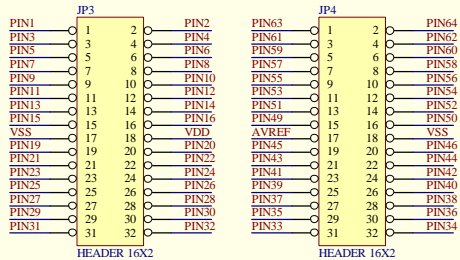 JP3 JP4
PIN1 1 2 PIN2 PIN63 1 2 PIN64
PIN3 3 4 PIN4 PIN61 3 4 PIN62
PIN5 5 6 PIN6 PIN59 5 6 PIN60
PIN7 7 8 PIN8 PIN57 7 8 PIN58
PIN9 9 10 PIN10 PIN55 9 10 PIN56
PIN11 11 12 PIN12 PIN53 11 12 PIN54
PIN13 13 14 PIN14 PIN51 13 14 PIN52
PIN15 15 16 PIN16 PIN49 15 16 PIN50
VSS 17 18 VDD AVREF 17 18 VSS
PIN19 19 20 PIN20 PIN45 19 20 PIN46
PIN21 21 22 PIN22 PIN43 21 22 PIN44
PIN23 23 24 PIN24 PIN41 23 24 PIN42
PIN25 25 26 PIN26 PIN39 25 26 PIN40
PIN27 27 28 PIN28 PIN37 27 28 PIN38
PIN29 29 30 PIN30 PIN35 29 30 PIN36
PIN31 31 32 PIN32 PIN33 31 32 PIN34
HEADER 16X2 HEADER 16X2